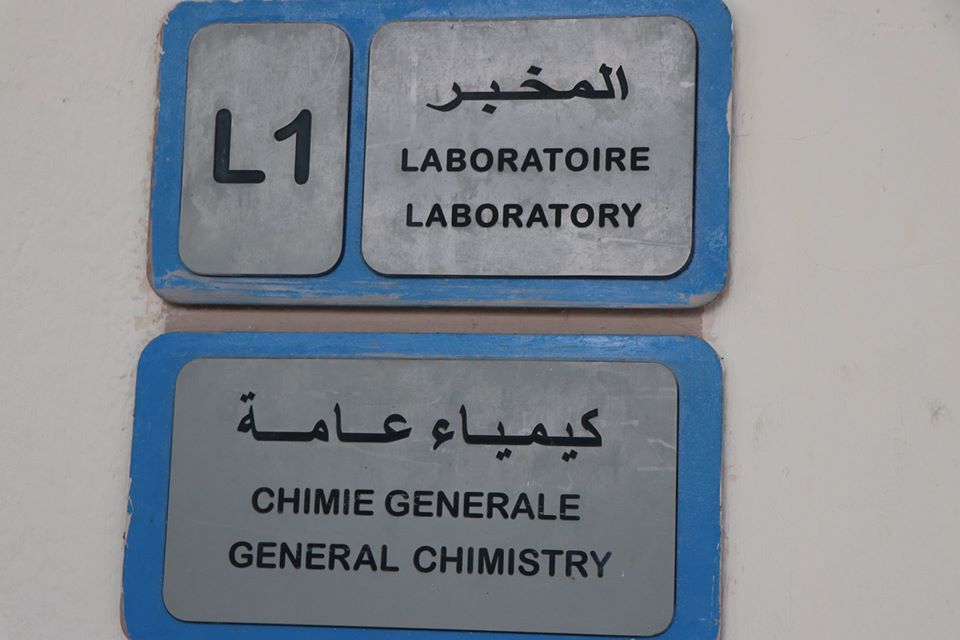 L1
المخبر
LABORATOIRE
LABORATORY
كيمياء عامة
CHIMIE GENERALE
GENERAL CHIMISTRY